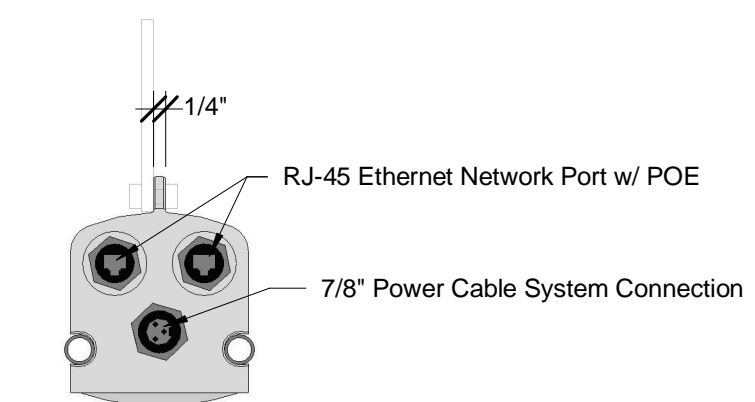 1/4"
RJ-45 Ethernet Network Port w/ POE
7/8" Power Cable System Connection